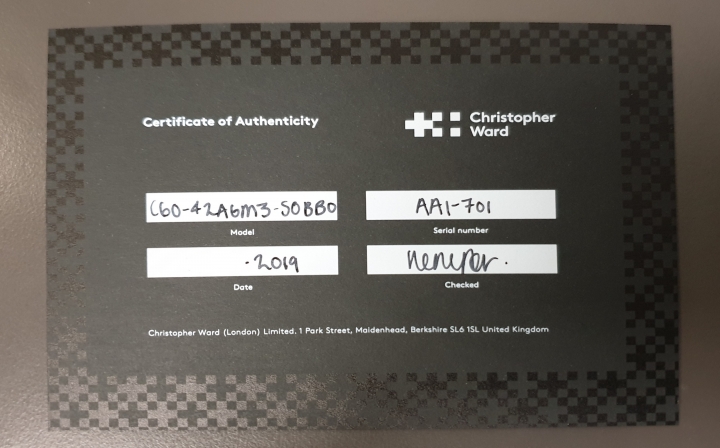 Certificate of Authenticity
Christopher
Ward
C60-42AGM3-S0BB0
Model
AA1-701
Serial number
·2019
Date
Checked
Christopher Ward (London) Limited. 1 Park Street, Maidenhead, Berkshire SL6 1SL United Kingdom